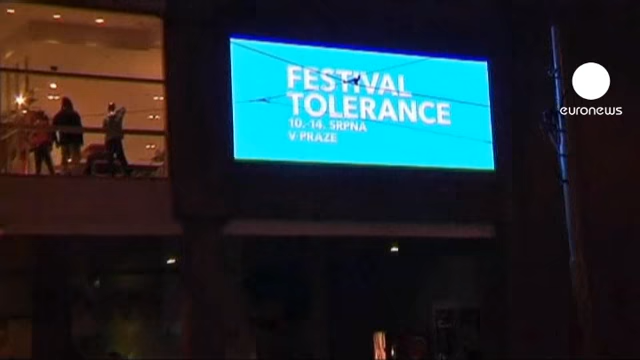 FESTIVAL
TOLERANCE
10.-14. SRPNA
V PRAZE
euronews